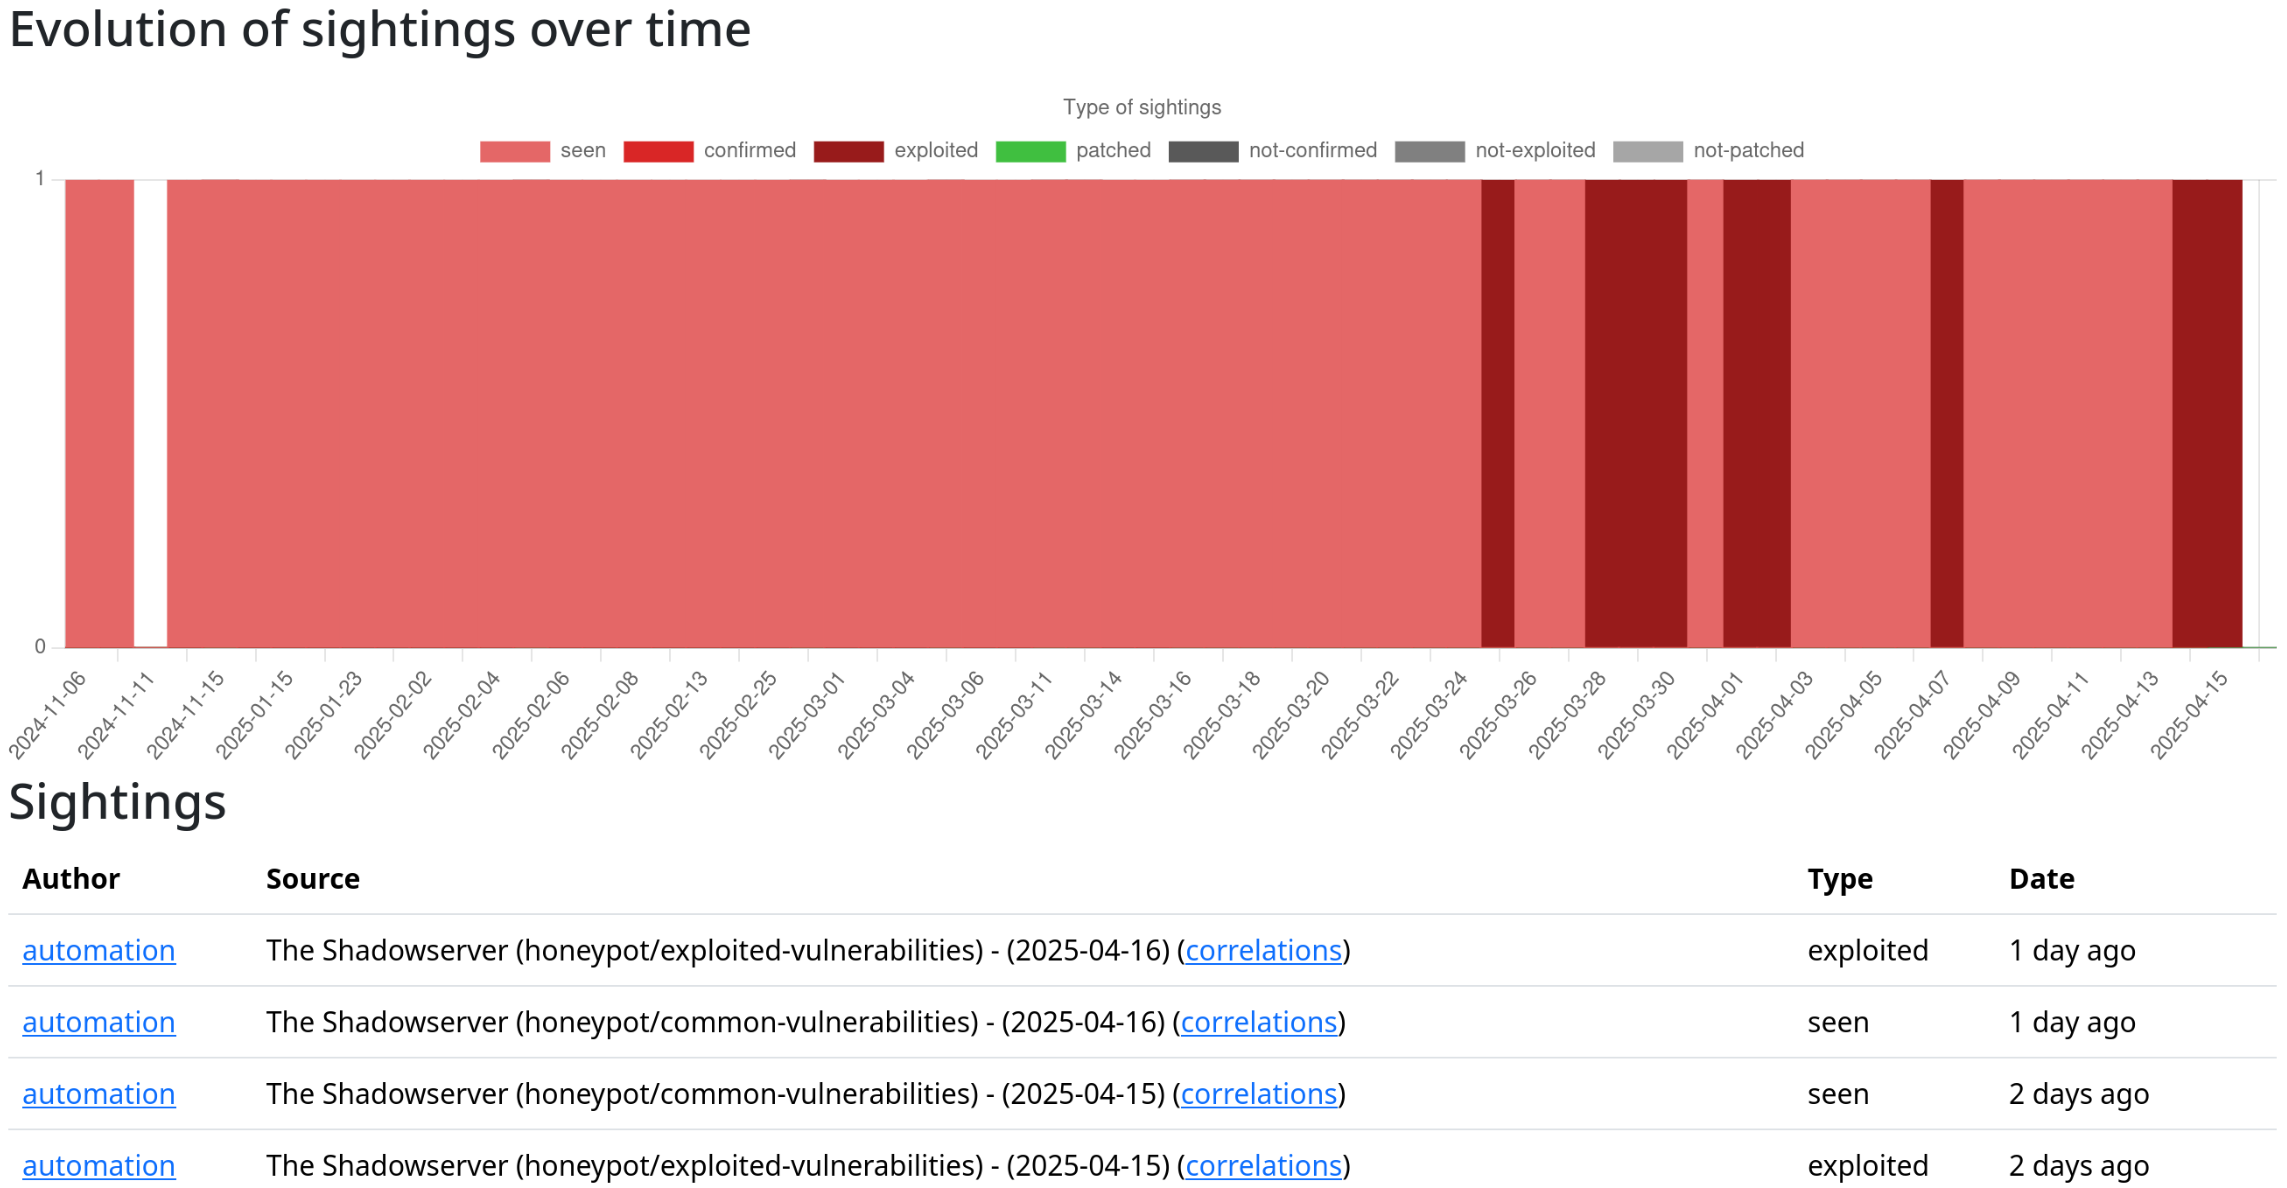 Evolution of sightings over time
Type of sightings
seen confirmed exploited patched not-confirmed not-exploited not-patched
1
0
2024-11-06 2024-11-11 2024-11-15 2025-01-15 2025-01-23 2025-02-02 2025-02-04 2025-02-06 2025-02-08 2025-02-13 2025-02-25 2025-03-01 2025-03-04 2025-03-06 2025-03-11 2025-03-14 2025-03-16 2025-03-18 2025-03-20 2025-03-22 2025-03-24 2025-03-26 2025-03-28 2025-03-30 2025-04-01 2025-04-03 2025-04-05 2025-04-07 2025-04-09 2025-04-11 2025-04-13 2025-04-15
Sightings
Author Source Type Date
automation The Shadowserver (honeypot/exploited-vulnerabilities) - (2025-04-16) (correlations) exploited 1 day ago
automation The Shadowserver (honeypot/common-vulnerabilities) - (2025-04-16) (correlations) seen 1 day ago
automation The Shadowserver (honeypot/common-vulnerabilities) - (2025-04-15) (correlations) seen 2 days ago
automation The Shadowserver (honeypot/exploited-vulnerabilities) - (2025-04-15) (correlations) exploited 2 days ago